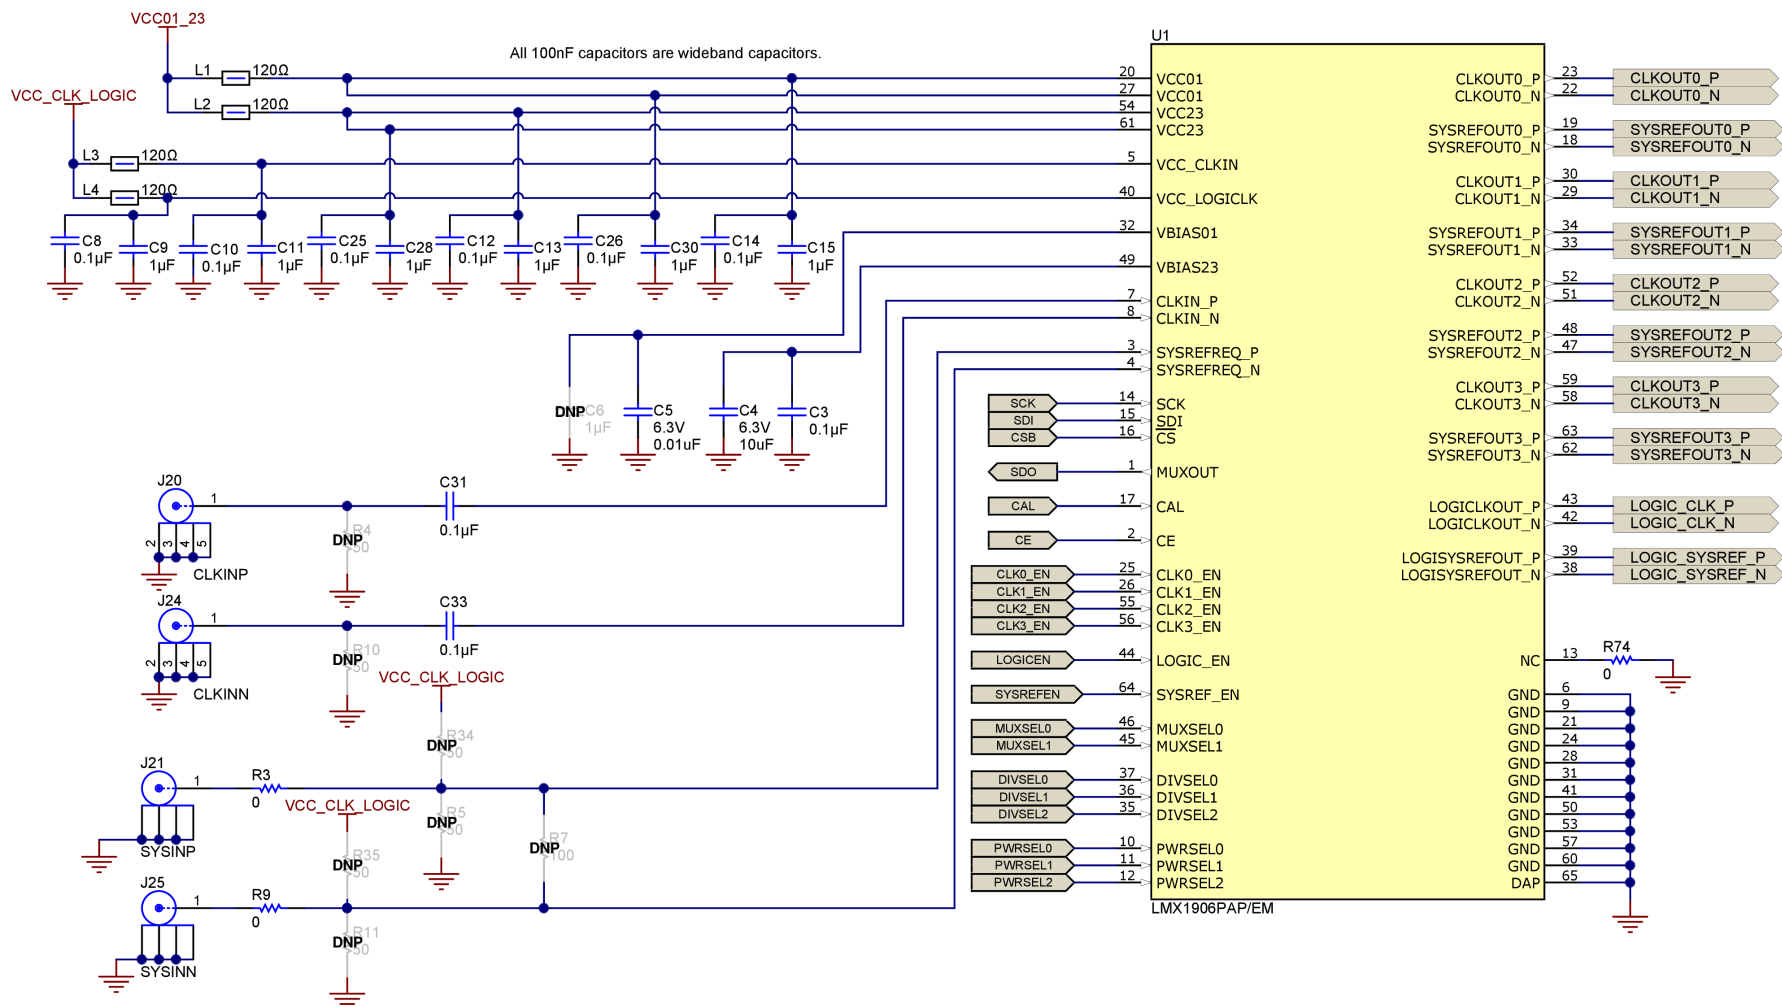 VCC01_23
All 100nF capacitors are wideband capacitors.
U1
L1 120Ω
VCC_CLK_LOGIC
L2 120Ω
L3 120Ω
L4 120Ω
C8 0.1µF
C9 1µF
C10 0.1µF
C11 1µF
C25 0.1µF
C28 1µF
C12 0.1µF
C13 1µF
C26 0.1µF
C30 1µF
C14 0.1µF
C15 1µF
DNP C6 1µF
C5 6.3V 0.01uF
C4 6.3V 10uF
C3 0.1µF
J20 1
2 3 4 5
CLKINP
DNP R4 50
C31 0.1µF
J24 1
2 3 4 5
CLKINN
DNP R10 50
C33 0.1µF
VCC_CLK_LOGIC
DNP R34 50
J21 1
SYSINP
R3 0
VCC_CLK_LOGIC
DNP R5 50
DNP R35 50
DNP R7 100
J25 1
SYSINN
R9 0
DNP R11 50
20 VCC01
27 VCC01
54 VCC23
61 VCC23
5 VCC_CLKIN
40 VCC_LOGICLK
32 VBIAS01
49 VBIAS23
7 CLKIN_P
8 CLKIN_N
3 SYSREFREQ_P
4 SYSREFREQ_N
SCK 14 SCK
SDI 15 SDI
CSB 16 CS
SDO 1 MUXOUT
CAL 17 CAL
CE 2 CE
CLK0_EN 25 CLK0_EN
CLK1_EN 26 CLK1_EN
CLK2_EN 55 CLK2_EN
CLK3_EN 56 CLK3_EN
LOGICEN 44 LOGIC_EN
SYSREFEN 64 SYSREF_EN
MUXSEL0 46 MUXSEL0
MUXSEL1 45 MUXSEL1
DIVSEL0 37 DIVSEL0
DIVSEL1 36 DIVSEL1
DIVSEL2 35 DIVSEL2
PWRSEL0 10 PWRSEL0
PWRSEL1 11 PWRSEL1
PWRSEL2 12 PWRSEL2
LMX1906PAP/EM
CLKOUT0_P 23 CLKOUT0_P
CLKOUT0_N 22 CLKOUT0_N
SYSREFOUT0_P 19 SYSREFOUT0_P
SYSREFOUT0_N 18 SYSREFOUT0_N
CLKOUT1_P 30 CLKOUT1_P
CLKOUT1_N 29 CLKOUT1_N
SYSREFOUT1_P 34 SYSREFOUT1_P
SYSREFOUT1_N 33 SYSREFOUT1_N
CLKOUT2_P 52 CLKOUT2_P
CLKOUT2_N 51 CLKOUT2_N
SYSREFOUT2_P 48 SYSREFOUT2_P
SYSREFOUT2_N 47 SYSREFOUT2_N
CLKOUT3_P 59 CLKOUT3_P
CLKOUT3_N 58 CLKOUT3_N
SYSREFOUT3_P 63 SYSREFOUT3_P
SYSREFOUT3_N 62 SYSREFOUT3_N
LOGICLKOUT_P 43 LOGIC_CLK_P
LOGICLKOUT_N 42 LOGIC_CLK_N
LOGISYSREFOUT_P 39 LOGIC_SYSREF_P
LOGISYSREFOUT_N 38 LOGIC_SYSREF_N
NC 13 R74 0
GND 6
GND 9
GND 21
GND 24
GND 28
GND 31
GND 41
GND 50
GND 53
GND 57
GND 60
DAP 65